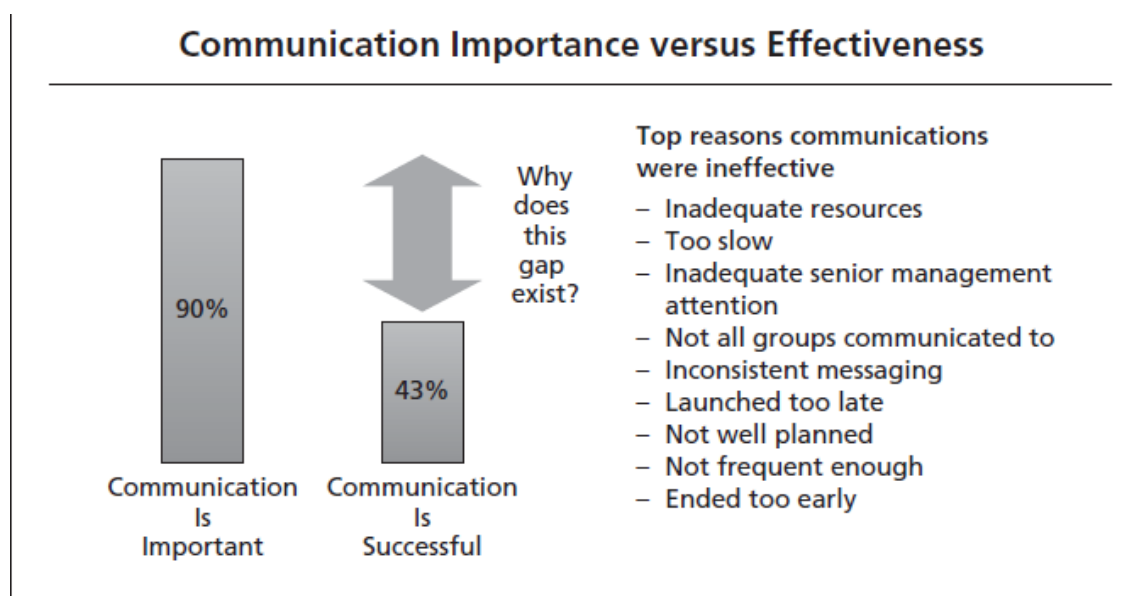 Communication Importance versus Effectiveness
90%
Communication
Is
Important
43%
Communication
Is
Successful
Why
does
this
gap
exist?
Top reasons communications
were ineffective
– Inadequate resources
– Too slow
– Inadequate senior management
attention
– Not all groups communicated to
– Inconsistent messaging
– Launched too late
– Not well planned
– Not frequent enough
– Ended too early